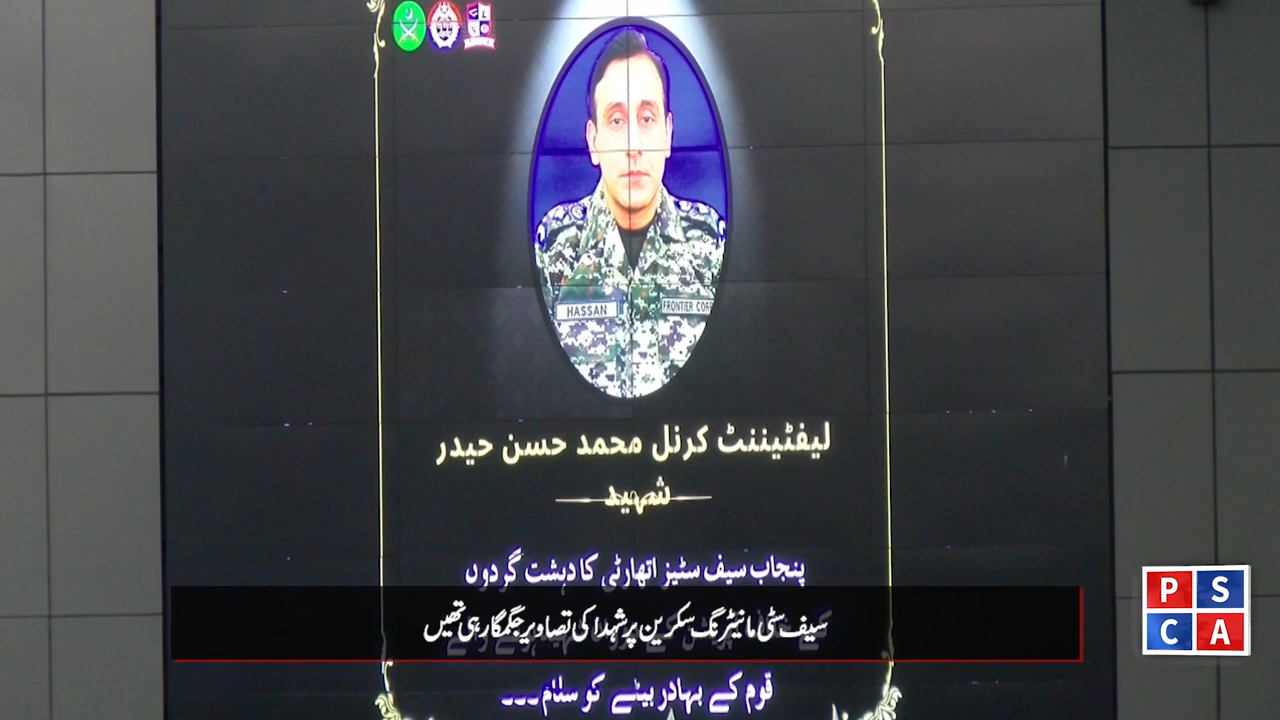 HASSAN
FRONTIER COR
لیفٹیننٹ کرنل محمد حسن حیدر
شہید
پنجاب سیف سٹیز اتھارٹی کا دہشت گردوں
سیف سٹی مانیٹرنگ سکرین پر شہدا کی تصاویر جگمگا رہی تھیں
قوم کے بہادر بیٹے کو سلام۔۔۔
P S
C A